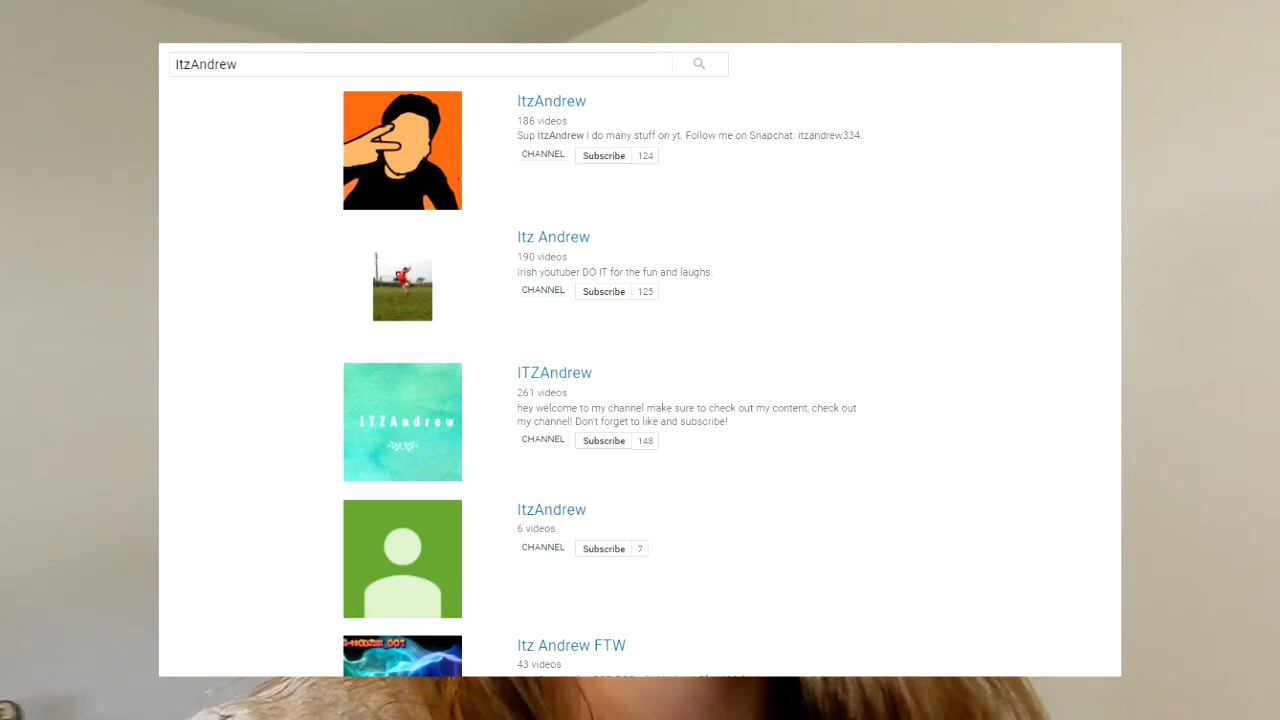 ItzAndrew
ItzAndrew
186 videos
Sup ItzAndrew I do many stuff on yt. Follow me on Snapchat: itzandrew334.
CHANNEL Subscribe 124
Itz Andrew
190 videos
Irish youtuber DO IT for the fun and laughs.
CHANNEL Subscribe 125
ITZAndrew
261 videos
hey welcome to my channel make sure to check out my content, check out
my channel! Don't forget to like and subscribe!
CHANNEL Subscribe 148
ITZAndrew
ItzAndrew
6 videos
CHANNEL Subscribe 7
Itz Andrew FTW
43 videos